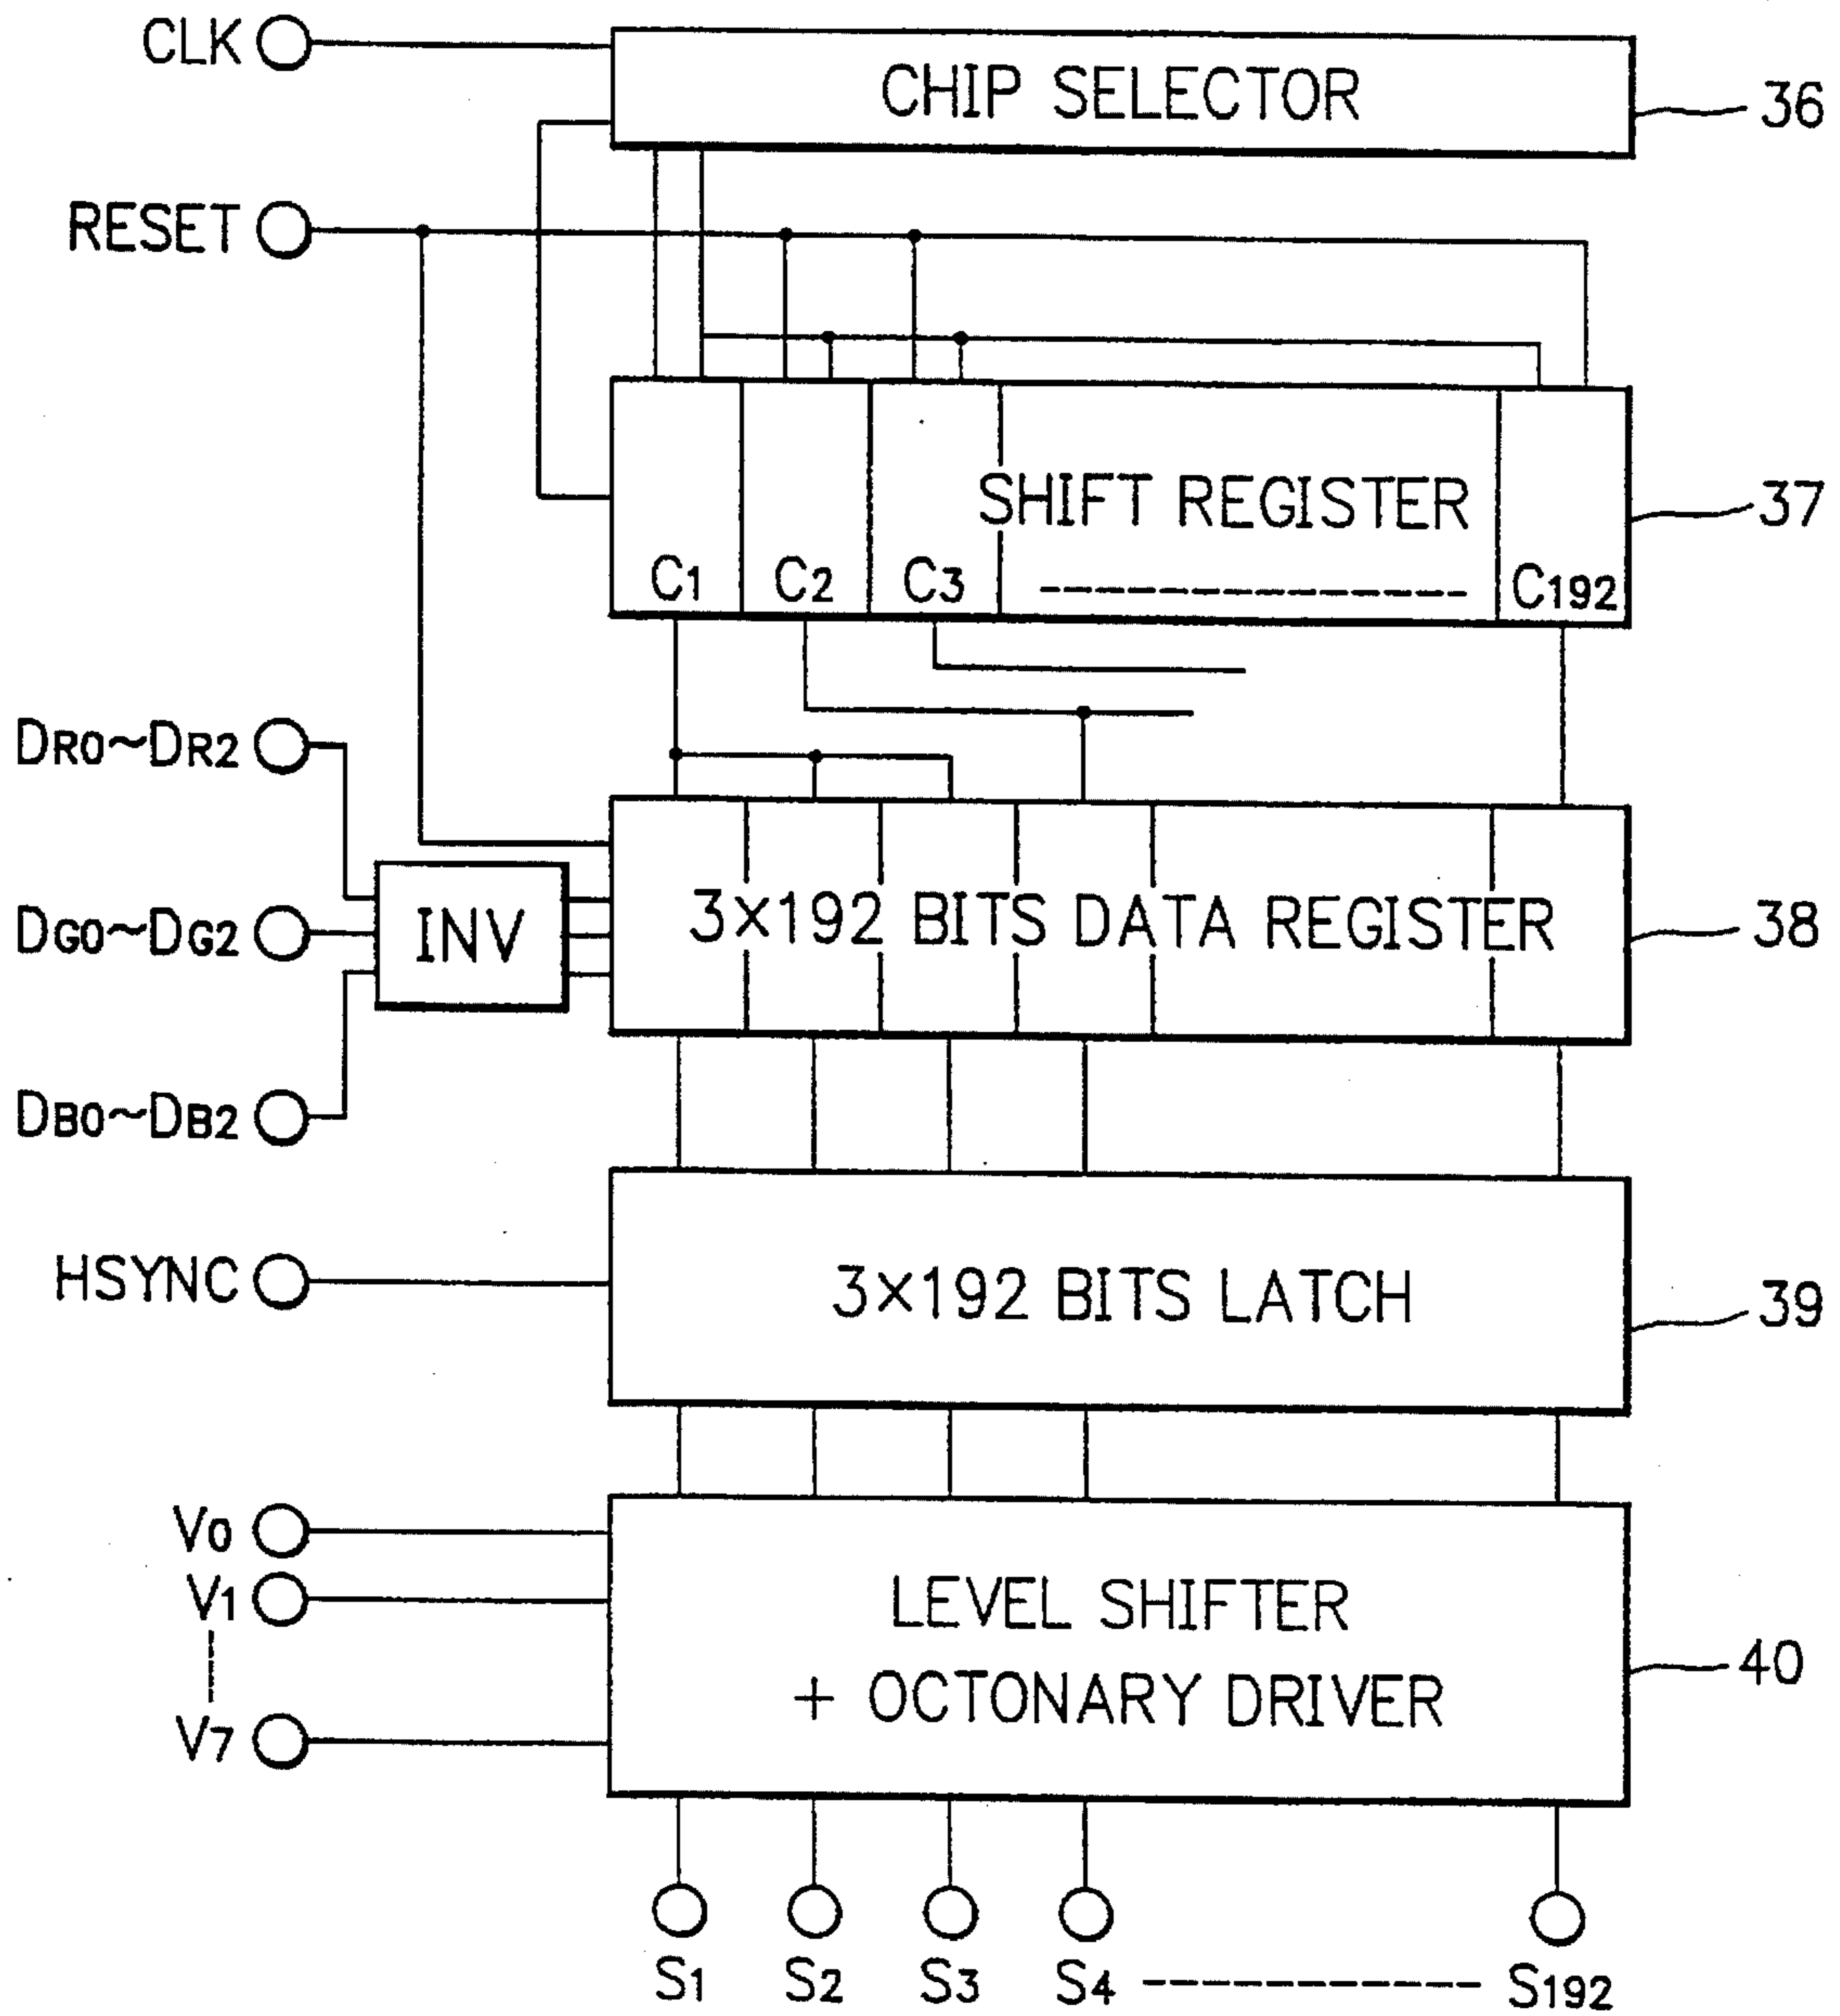 CLK
CHIP SELECTOR
36
RESET
SHIFT REGISTER
37
C1 C2 C3 ---------------- C192
DR0~DR2
DG0~DG2
INV
3×192 BITS DATA REGISTER
38
DB0~DB2
HSYNC
3×192 BITS LATCH
39
V0
V1
V7
LEVEL SHIFTER
+ OCTONARY DRIVER
40
S1 S2 S3 S4 ---------- S192